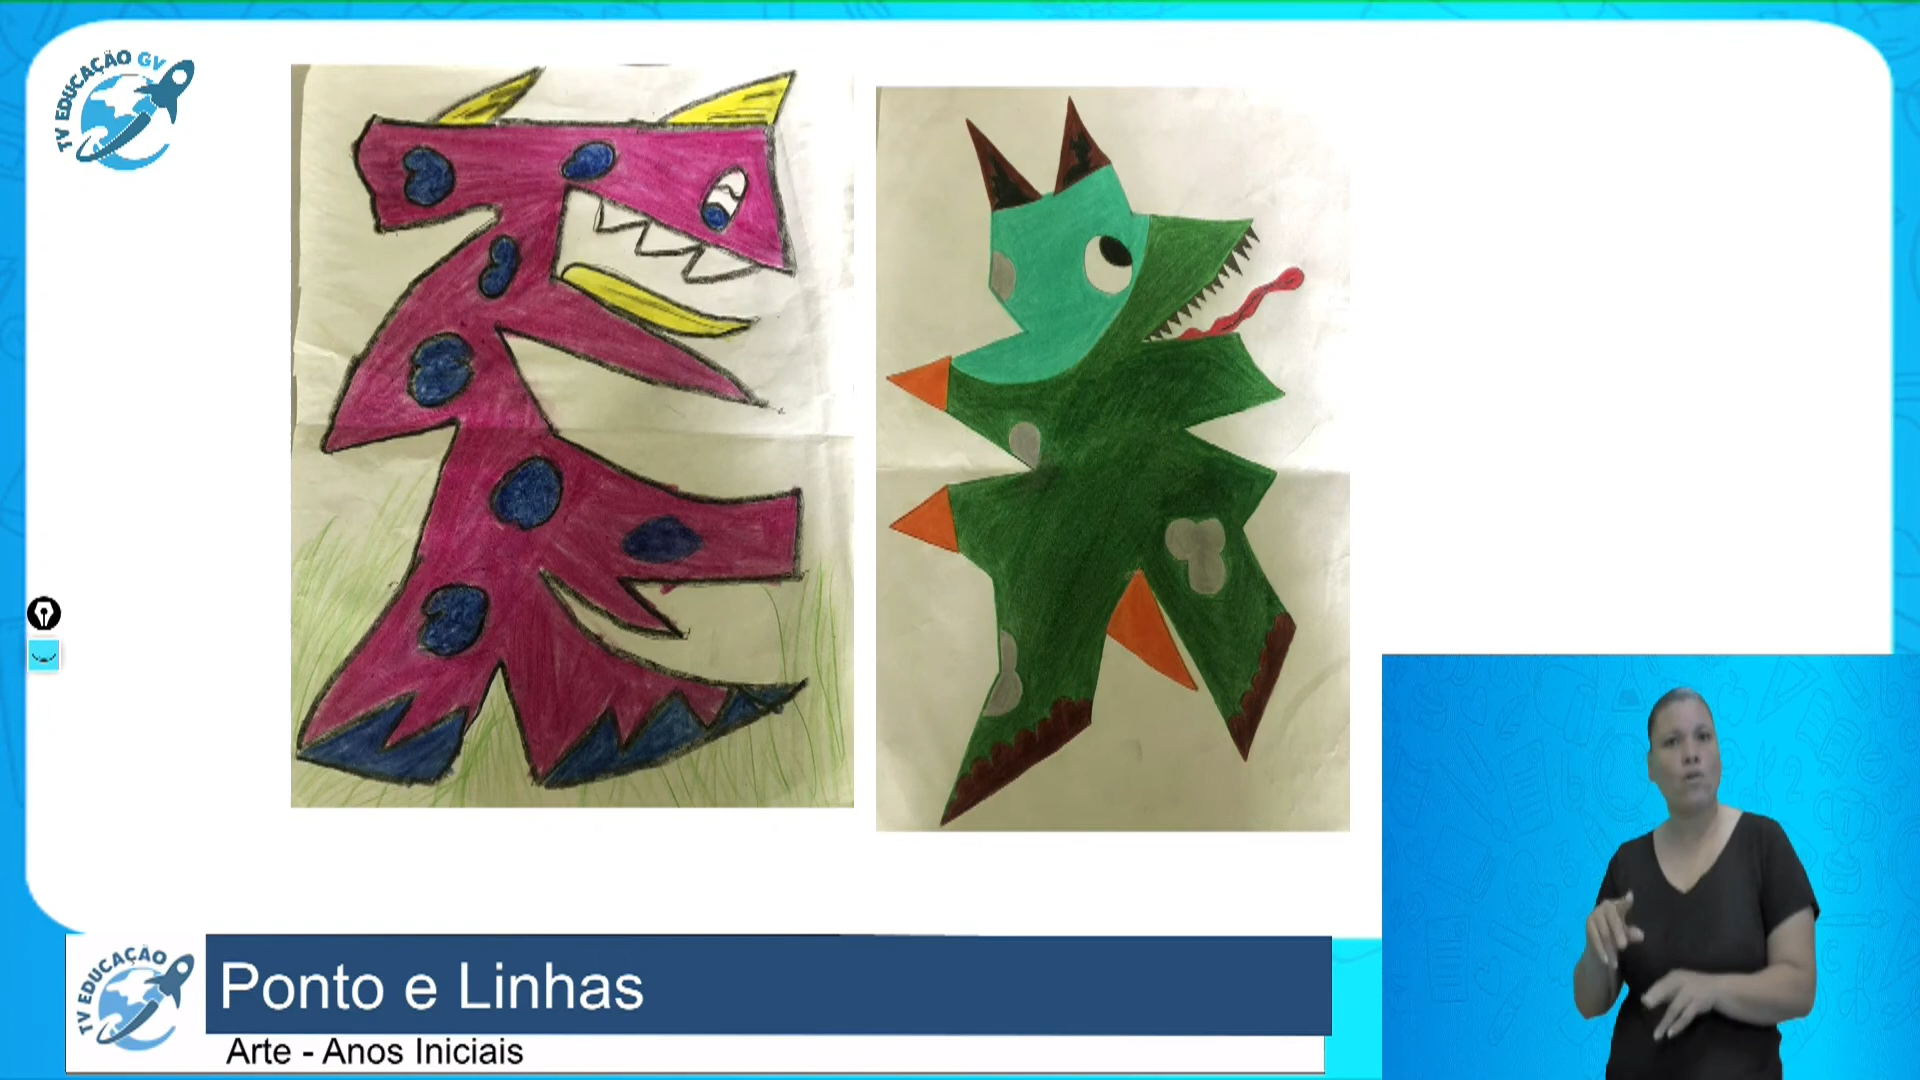 TV EDUCAÇÃO GV
TV EDUCAÇÃO
Ponto e Linhas
Arte - Anos Iniciais